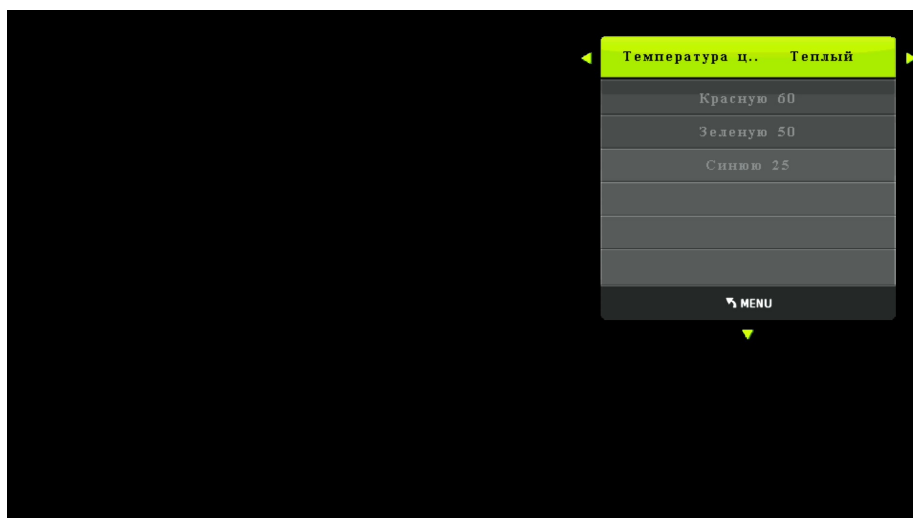 Температура ц.. Теплый
Красную 60
Зеленую 50
Синюю 25
MENU